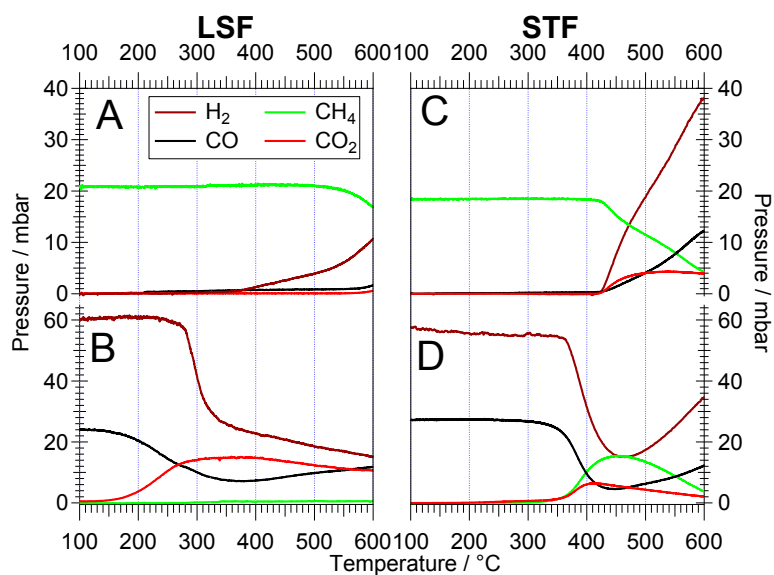 LSF STF
100 200 300 400 500 600 100 200 300 400 500 600
40 A C 40
H2 CH4
CO CO2
30 30
20 20
10 10
0 0
Pressure / mbar Pressure / mbar
60 B D 60
40 40
20 20
0 0
100 200 300 400 500 600 100 200 300 400 500 600
Temperature / °C